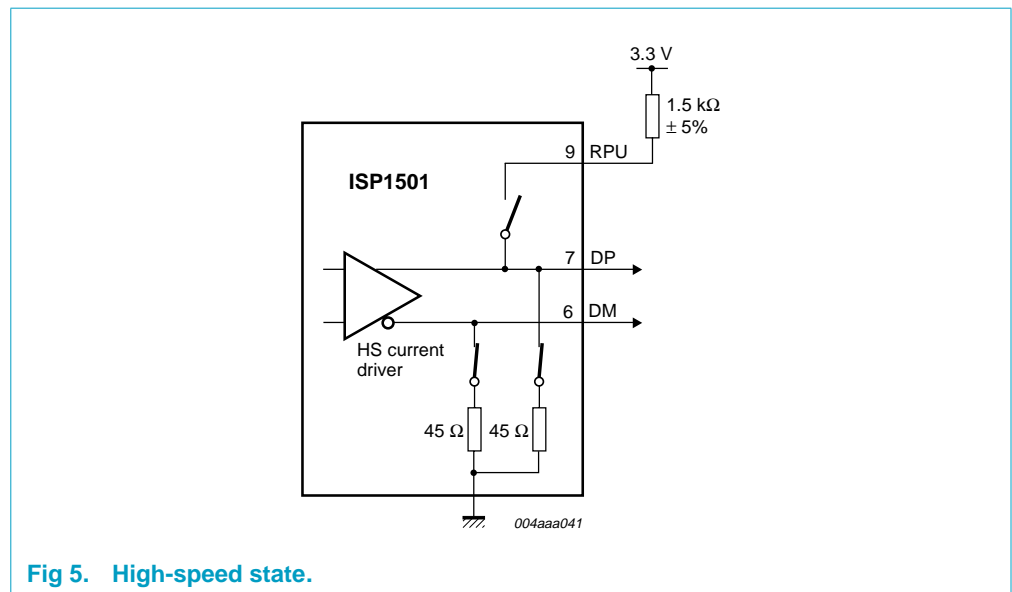 3.3 V
1.5 kΩ
± 5%
9 RPU
ISP1501
7 DP
6 DM
HS current
driver
45 Ω 45 Ω
004aaa041
Fig 5. High-speed state.